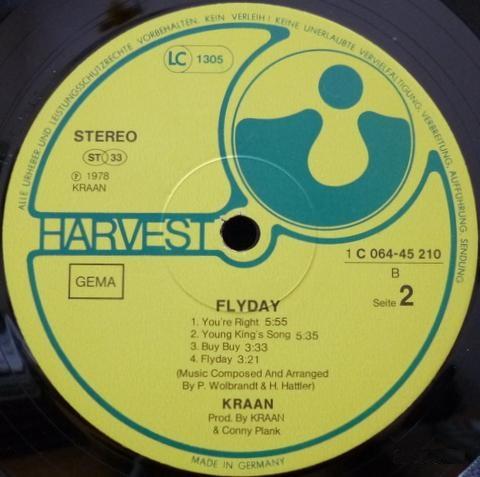 ALLE URHEBER- UND LEISTUNGSSCHUTZRECHTE VORBEHALTEN. KEIN VERLEIH! KEINE UNERLAUBTE VERVIELFÄLTIGUNG, VERBREITUNG, AUFFÜHRUNG, SENDUNG
LC 1305
STEREO
ST 33
Ⓟ 1978
KRAAN
HARVEST
1 C 064-45 210
B
Seite 2
GEMA
FLYDAY
1. You're Right 5:55
2. Young King's Song 5:35
3. Buy Buy 3:33
4. Flyday 3:21
(Music Composed And Arranged
By P. Wolbrandt & H. Hattler)
KRAAN
Prod. By KRAAN
& Conny Plank
MADE IN GERMANY